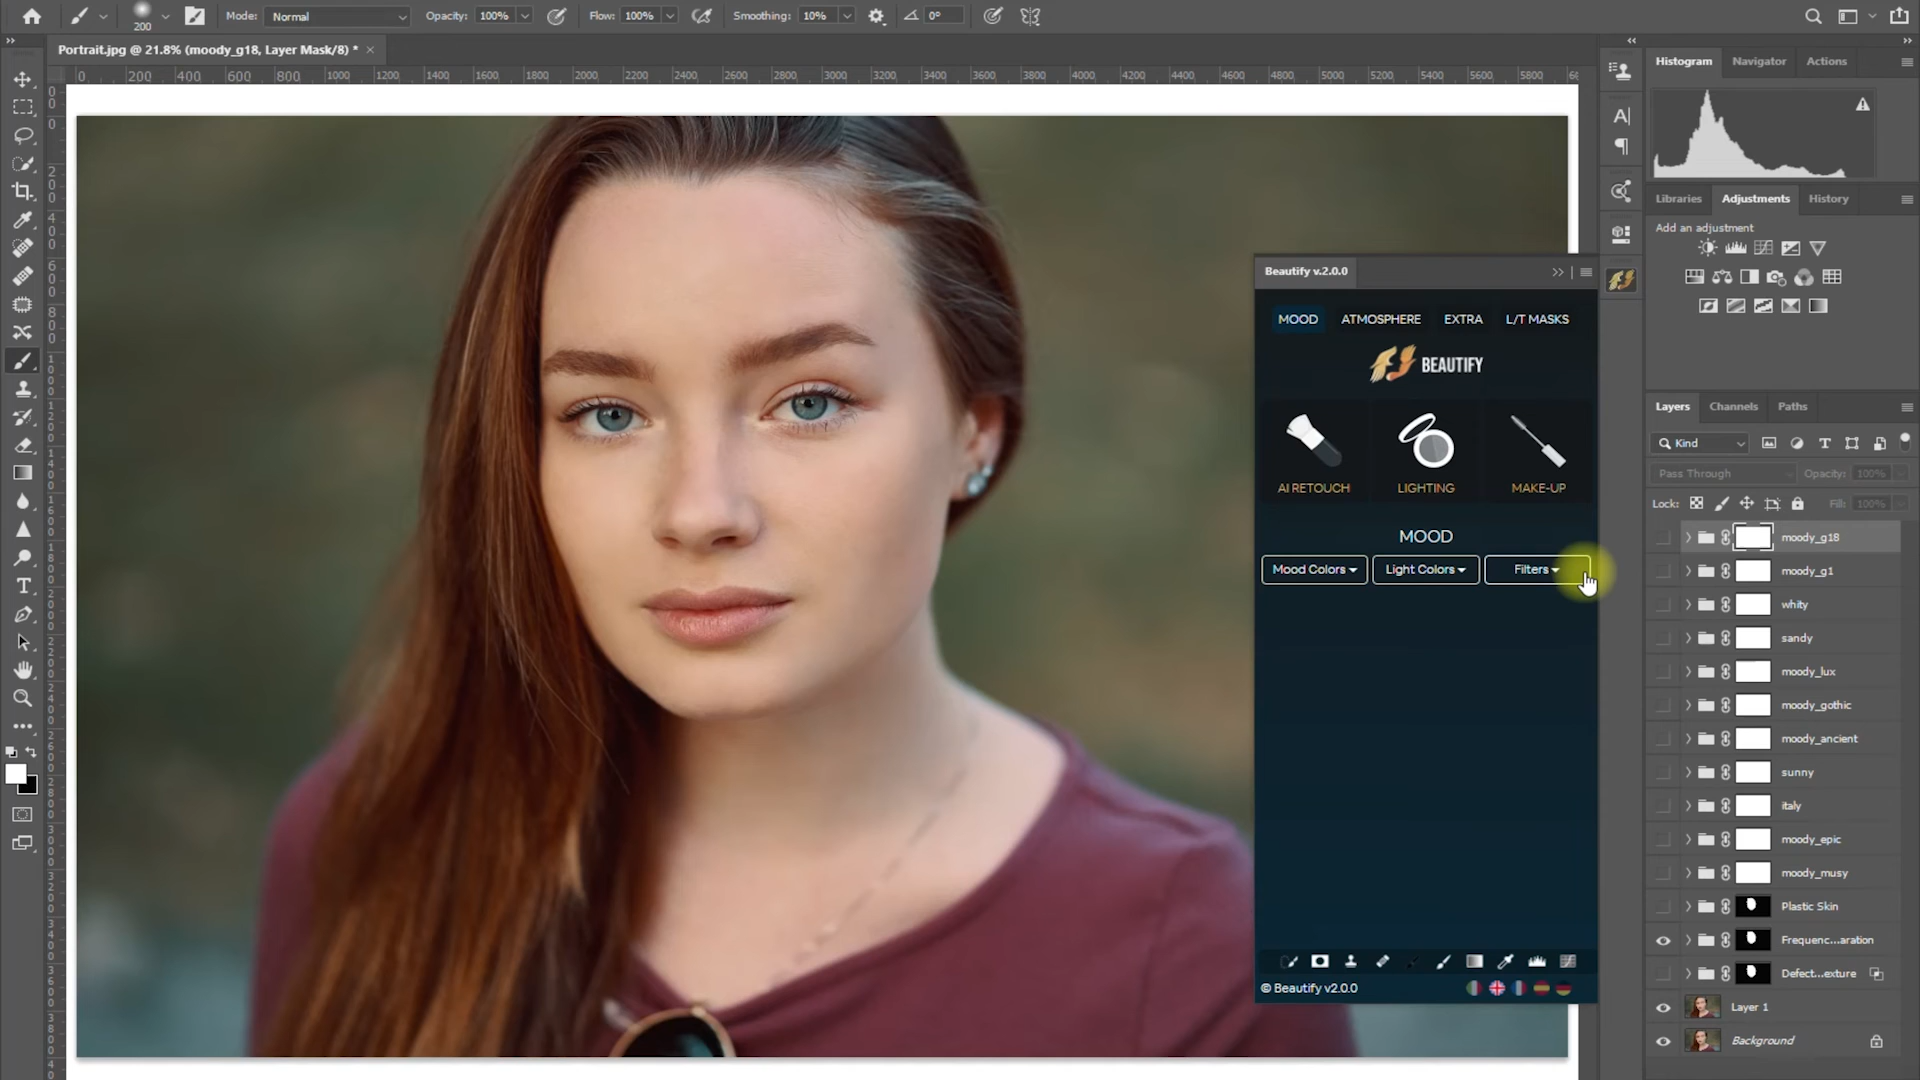 200
Mode: Normal
Opacity: 100%
Flow: 100%
Smoothing: 10%
0°
Portrait.jpg @ 21.8% (moody_g18, Layer Mask/8) *
0 200 400 600 800 1000 1200 1400 1600 1800 2000 2200 2400 2600 2800 3000 3200 3400 3600 3800 4000 4200 4400 4600 4800 5000 5200 5400 5600 5800
Histogram Navigator Actions
Libraries Adjustments History
Add an adjustment
Beautify v.2.0.0
MOOD ATMOSPHERE EXTRA L/T MASKS
BEAUTIFY
AI RETOUCH LIGHTING MAKE-UP
MOOD
Mood Colors Light Colors Filters
© Beautify v2.0.0
Layers Channels Paths
Kind
Pass Through Opacity: 100%
Lock: Fill: 100%
moody_g18
moody_g1
whity
sandy
moody_lux
moody_gothic
moody_ancient
sunny
italy
moody_epic
moody_musy
Plastic Skin
Frequenc...aration
Defect...exture
Layer 1
Background